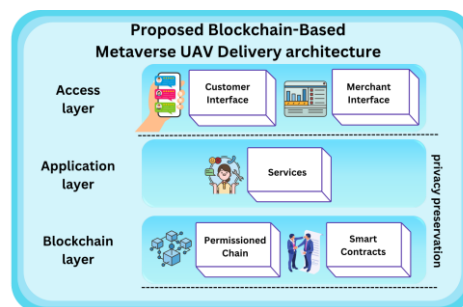 Proposed Blockchain-Based
Metaverse UAV Delivery architecture
Access
layer
Customer
Interface
Merchant
Interface
Application
layer
Services
privacy preservation
Blockchain
layer
Permissioned
Chain
Smart
Contracts